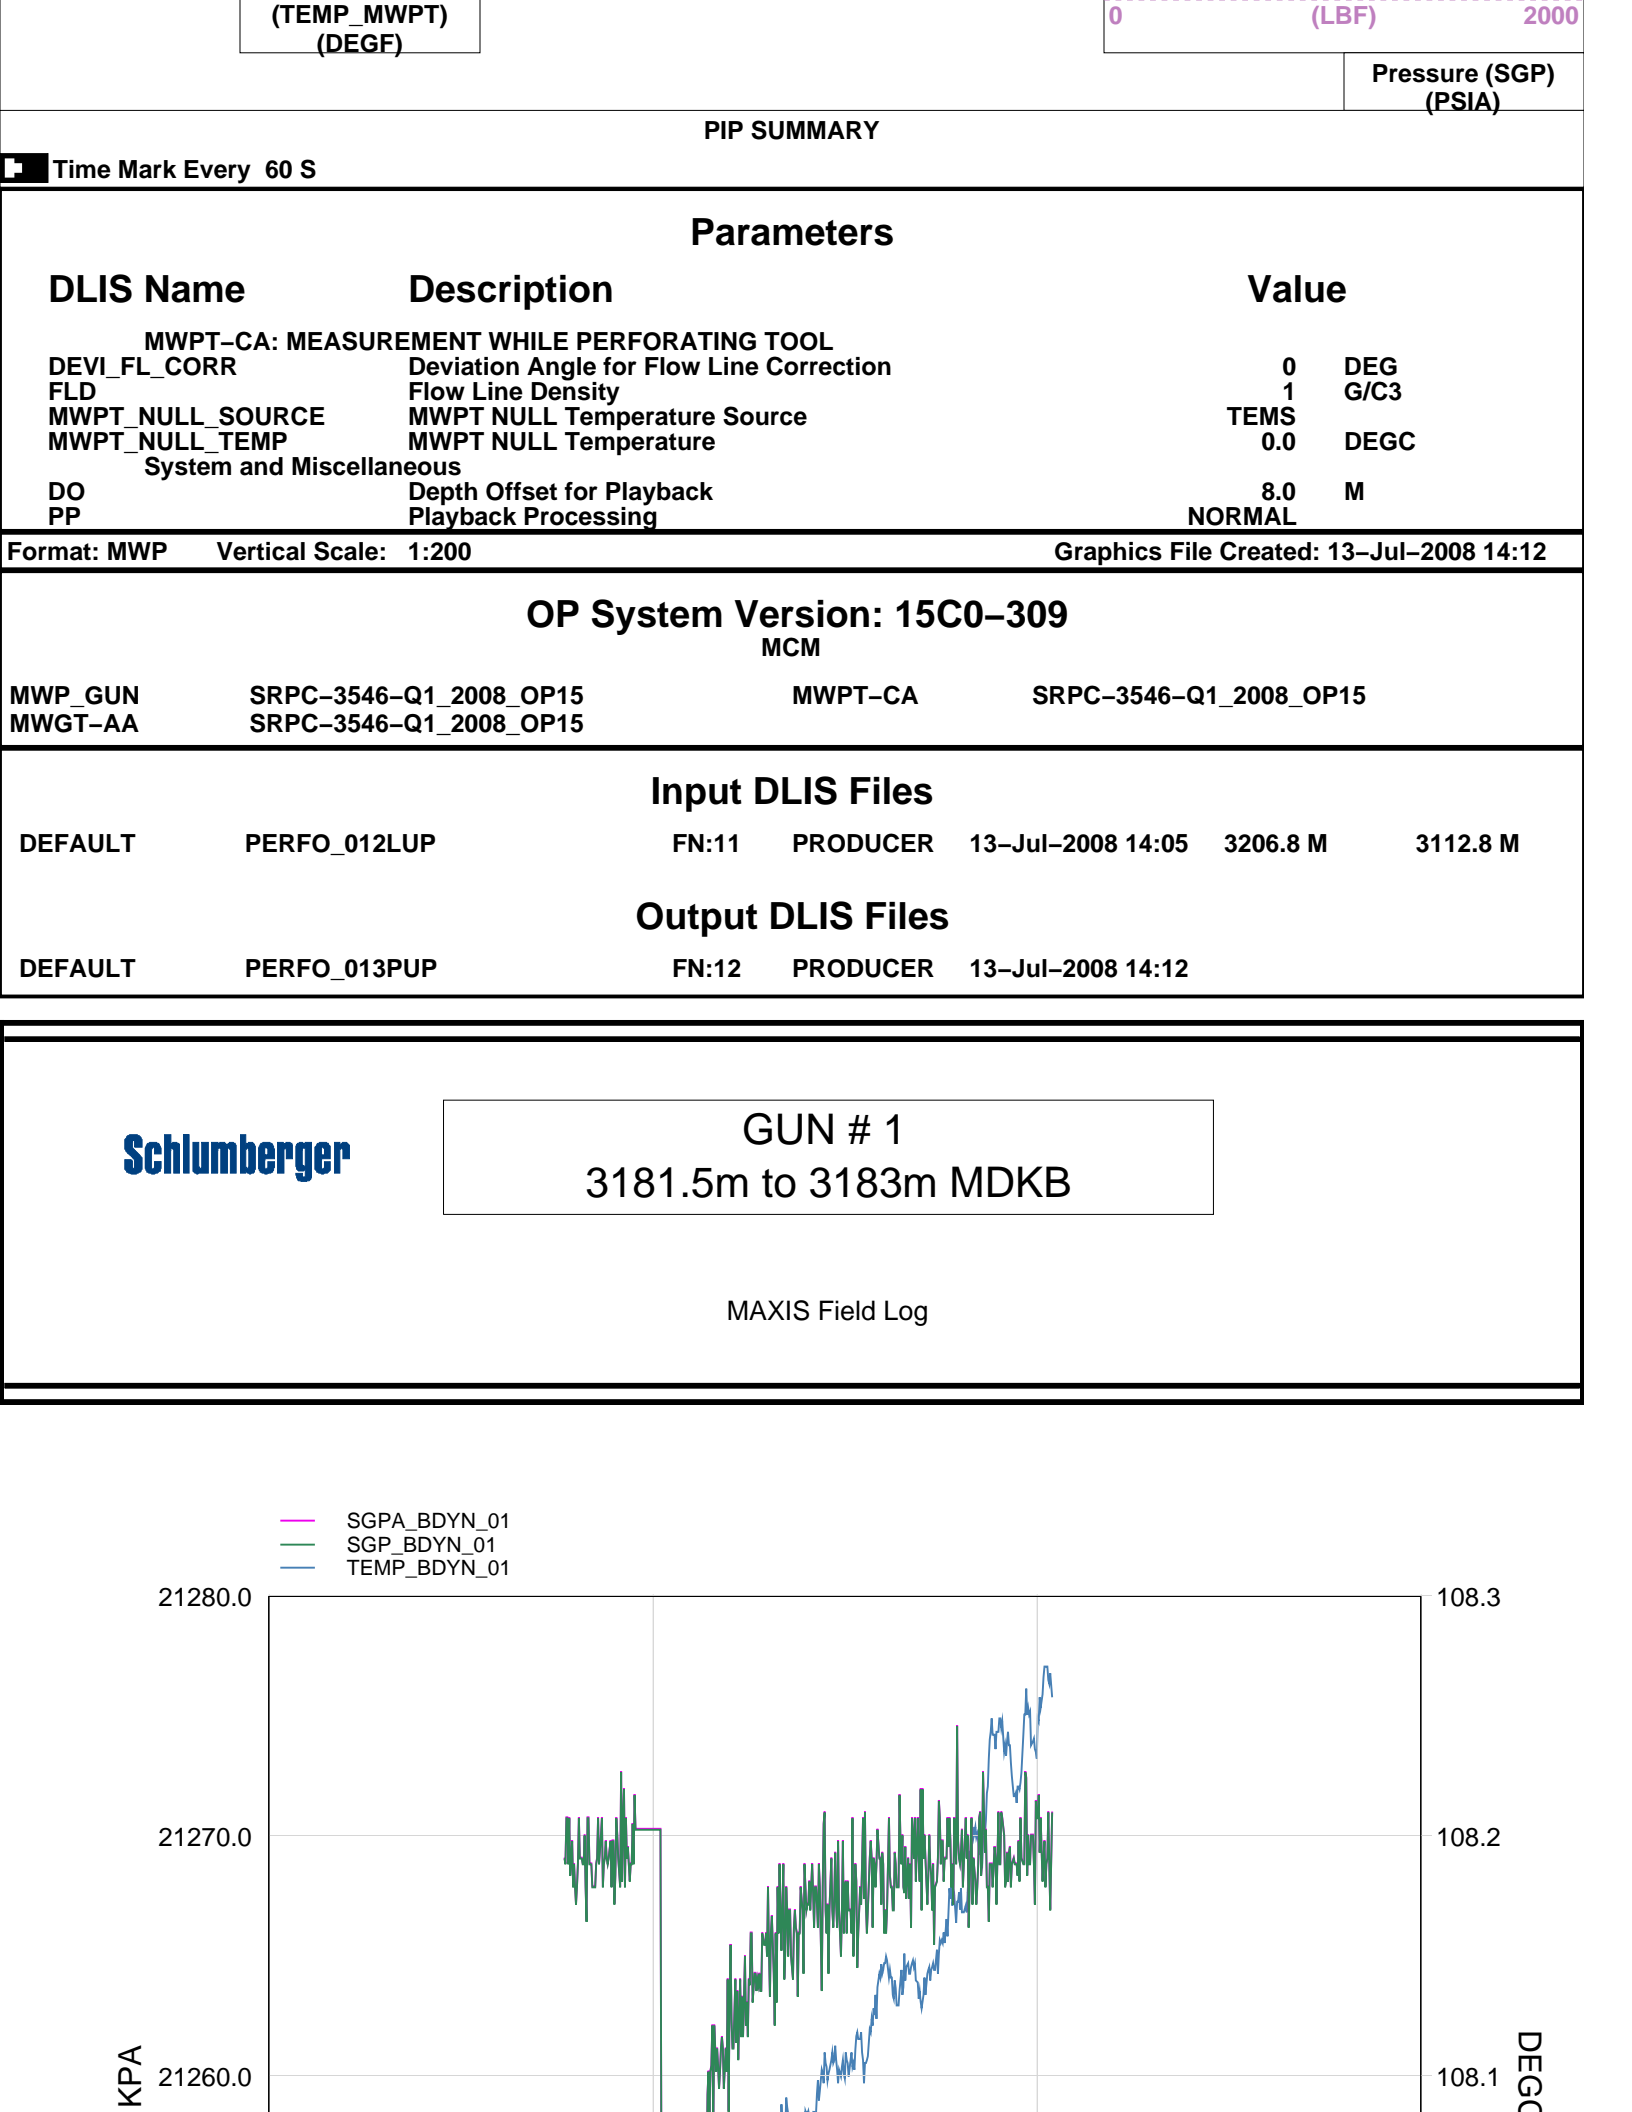 (TEMP_MWPT)
(DEGF)
0 (LBF) 2000
Pressure (SGP)
(PSIA)
PIP SUMMARY
Time Mark Every 60 S
Parameters
DLIS Name Description Value
MWPT−CA: MEASUREMENT WHILE PERFORATING TOOL
DEVI_FL_CORR Deviation Angle for Flow Line Correction 0 DEG
FLD Flow Line Density 1 G/C3
MWPT_NULL_SOURCE MWPT NULL Temperature Source TEMS
MWPT_NULL_TEMP MWPT NULL Temperature 0.0 DEGC
System and Miscellaneous
DO Depth Offset for Playback 8.0 M
PP Playback Processing NORMAL
Format: MWP Vertical Scale: 1:200 Graphics File Created: 13−Jul−2008 14:12
OP System Version: 15C0−309
MCM
MWP_GUN SRPC−3546−Q1_2008_OP15 MWPT−CA SRPC−3546−Q1_2008_OP15
MWGT−AA SRPC−3546−Q1_2008_OP15
Input DLIS Files
DEFAULT PERFO_012LUP FN:11 PRODUCER 13−Jul−2008 14:05 3206.8 M 3112.8 M
Output DLIS Files
DEFAULT PERFO_013PUP FN:12 PRODUCER 13−Jul−2008 14:12
Schlumberger
GUN # 1
3181.5m to 3183m MDKB
MAXIS Field Log
SGPA_BDYN_01
SGP_BDYN_01
TEMP_BDYN_01
21280.0 108.3
21270.0 108.2
21260.0 108.1
KPA
DEGC